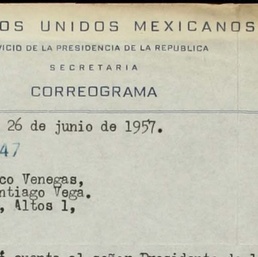 OS UNIDOS MEXICANOS
VICIO DE LA PRESIDENCIA DE LA REPUBLICA
SECRETARIA
CORREOGRAMA
26 de junio de 1957.
47
co Venegas,
ntiago Vega.
, Altos 1,
cuenta al señor Presidente de l